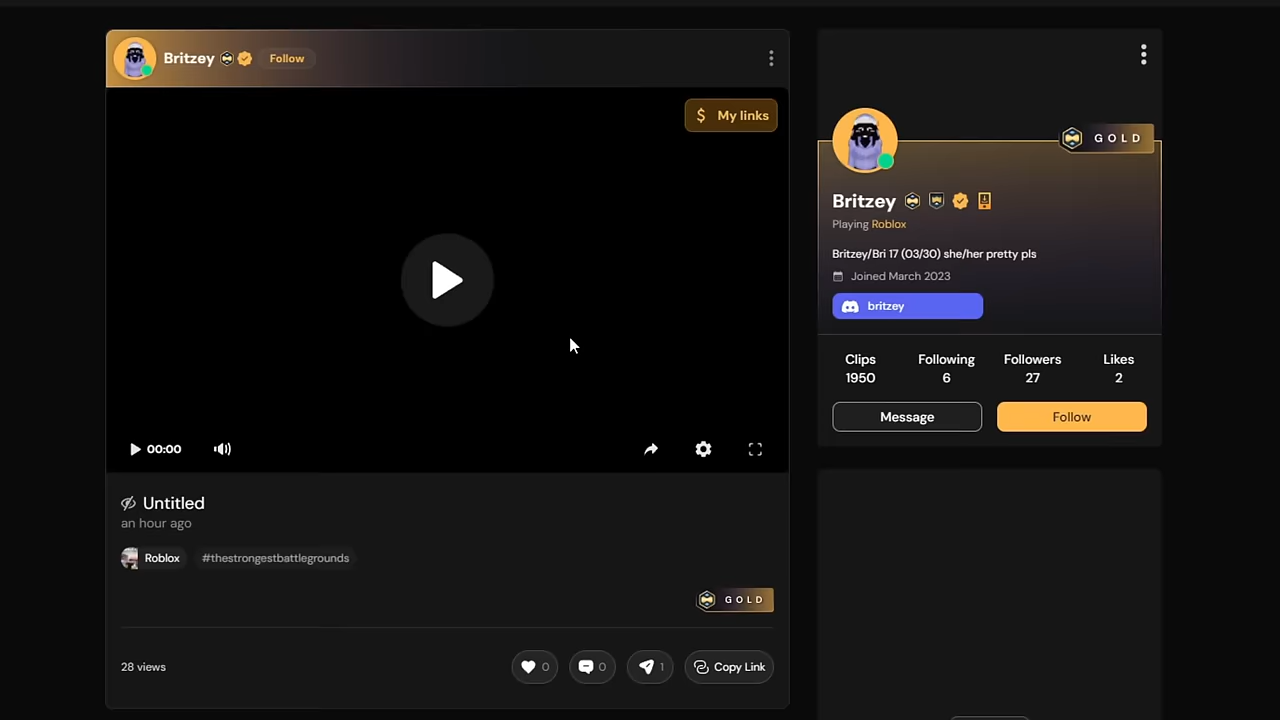 Britzey Follow
My links
00:00
Untitled
an hour ago
Roblox #thestrongestbattlegrounds
GOLD
28 views 0 0 1 Copy Link
GOLD
Britzey
Playing Roblox
Britzey/Bri 17 (03/30) she/her pretty pls
Joined March 2023
britzey
Clips Following Followers Likes
1950 6 27 2
Message Follow